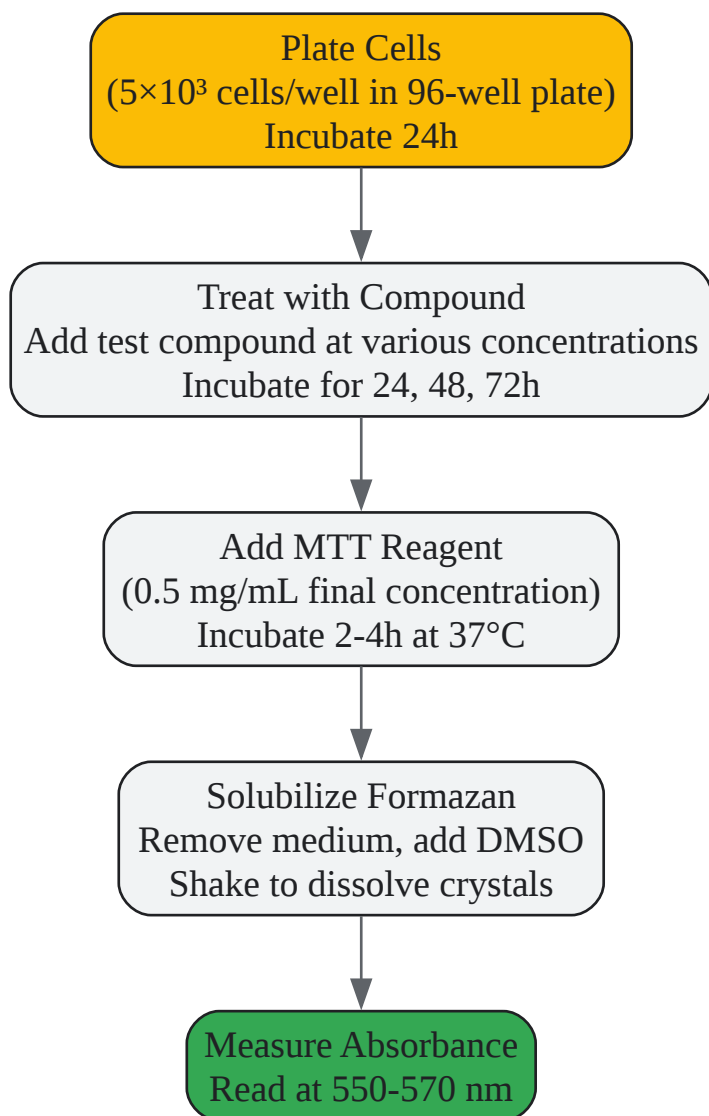 Plate Cells
(5×10³ cells/well in 96-well plate)
Incubate 24h
Treat with Compound
Add test compound at various concentrations
Incubate for 24, 48, 72h
Add MTT Reagent
(0.5 mg/mL final concentration)
Incubate 2-4h at 37°C
Solubilize Formazan
Remove medium, add DMSO
Shake to dissolve crystals
Measure Absorbance
Read at 550-570 nm